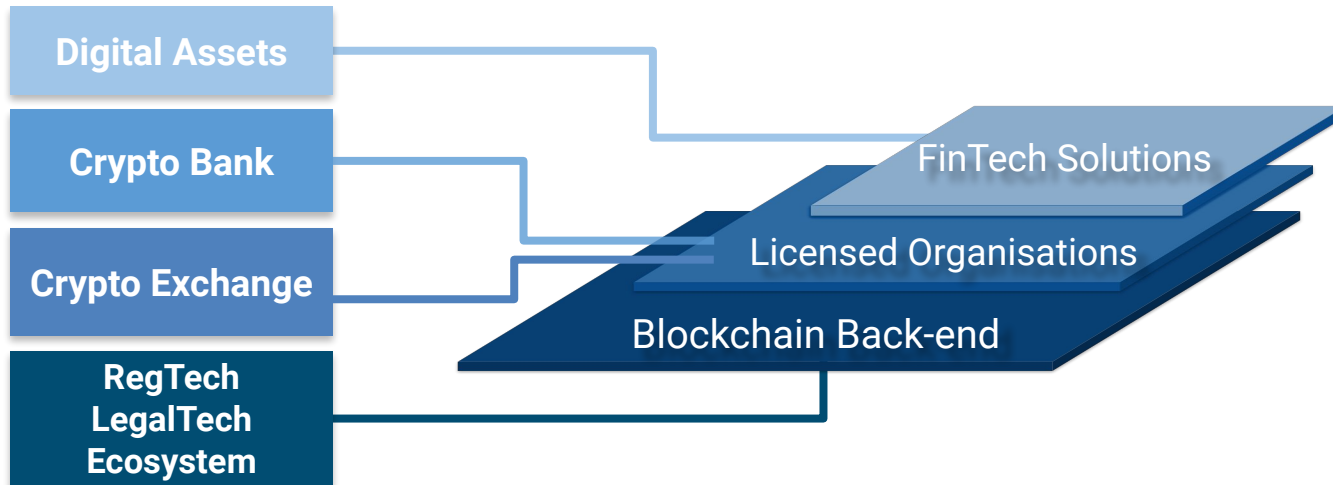 Digital Assets
Crypto Bank
Crypto Exchange
RegTech
LegalTech
Ecosystem
FinTech Solutions
Licensed Organisations
Blockchain Back-end